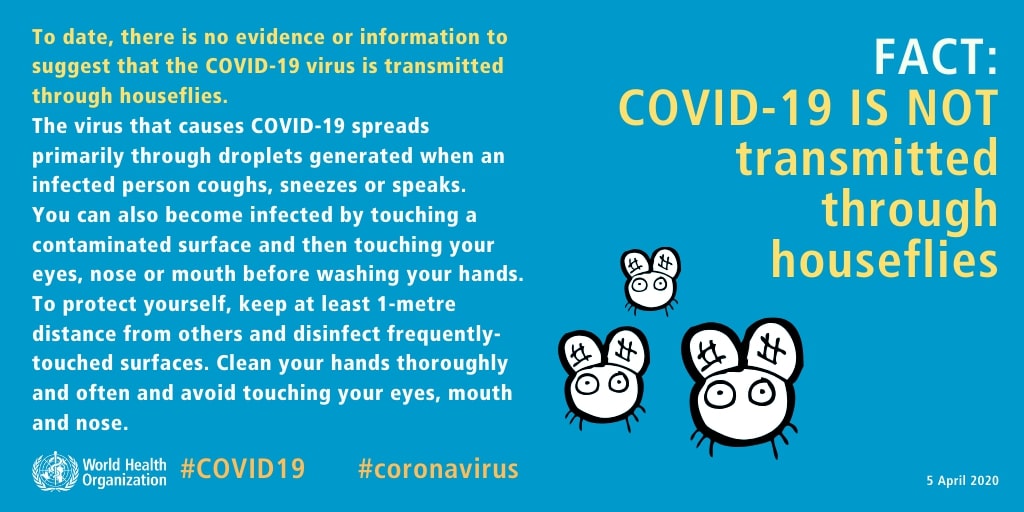 To date, there is no evidence or information to
suggest that the COVID-19 virus is transmitted
through houseflies.
The virus that causes COVID-19 spreads
primarily through droplets generated when an
infected person coughs, sneezes or speaks.
You can also become infected by touching a
contaminated surface and then touching your
eyes, nose or mouth before washing your hands.
To protect yourself, keep at least 1-metre
distance from others and disinfect frequently-
touched surfaces. Clean your hands thoroughly
and often and avoid touching your eyes, mouth
and nose.
World Health
Organization
#COVID19
#coronavirus
FACT:
COVID-19 IS NOT
transmitted
through
houseflies
5 April 2020